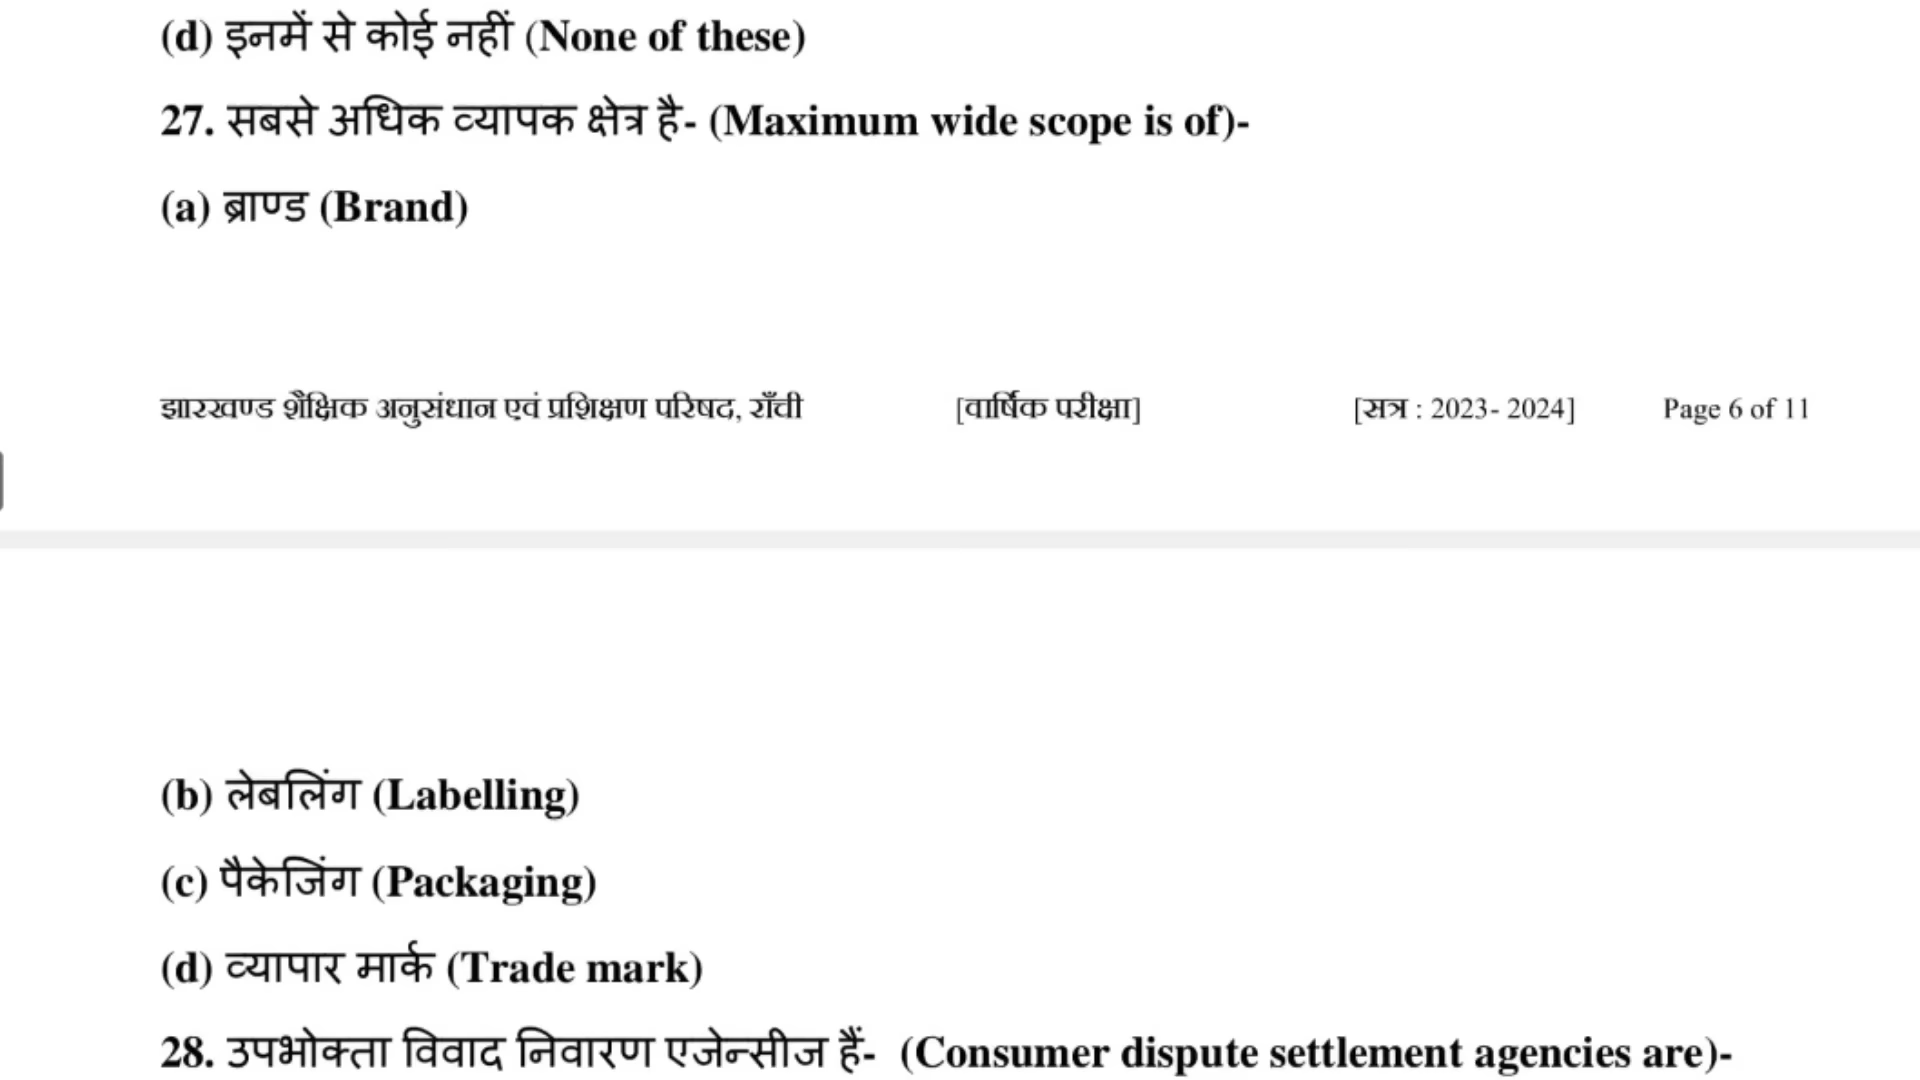 (d) इनमें से कोई नहीं (None of these)
27. सबसे अधिक व्यापक क्षेत्र है- (Maximum wide scope is of)-
(a) ब्राण्ड (Brand)
झारखण्ड शैक्षिक अनुसंधान एवं प्रशिक्षण परिषद, राँची [वार्षिक परीक्षा] [सत्र : 2023- 2024] Page 6 of 11
(b) लेबलिंग (Labelling)
(c) पैकेजिंग (Packaging)
(d) व्यापार मार्क (Trade mark)
28. उपभोक्ता विवाद निवारण एजेन्सीज हैं- (Consumer dispute settlement agencies are)-